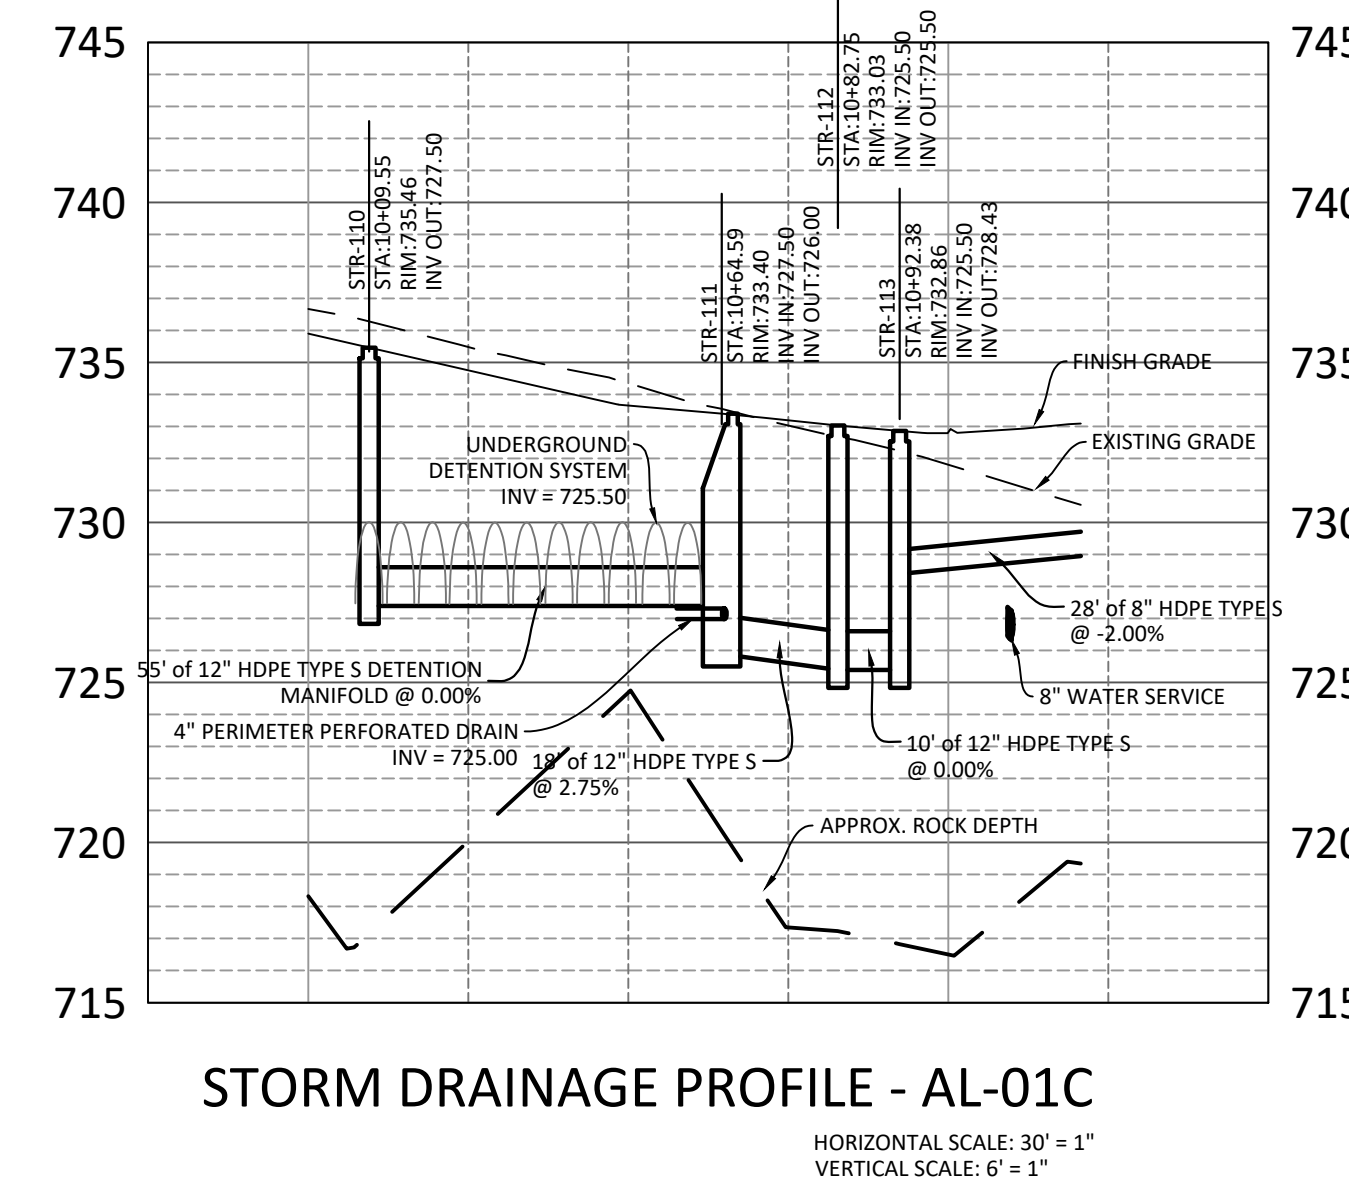 745
740
735
730
725
720
715
745
740
735
730
725
720
715
STR-110
STA:10+09.55
RIM:735.46
INV OUT:727.50
STR-111
STA:10+64.59
RIM:733.40
INV IN:727.50
INV OUT:726.00
STR-112
STA:10+82.75
RIM:733.03
INV IN:725.50
INV OUT:725.50
STR-113
STA:10+92.38
RIM:732.86
INV IN:725.50
INV OUT:728.43
FINISH GRADE
EXISTING GRADE
UNDERGROUND
DETENTION SYSTEM
INV = 725.50
28' of 8" HDPE TYPE S
@ -2.00%
8" WATER SERVICE
55' of 12" HDPE TYPE S DETENTION
MANIFOLD @ 0.00%
4" PERIMETER PERFORATED DRAIN
INV = 725.00
18' of 12" HDPE TYPE S
@ 2.75%
10' of 12" HDPE TYPE S
@ 0.00%
APPROX. ROCK DEPTH
STORM DRAINAGE PROFILE - AL-01C
HORIZONTAL SCALE: 30' = 1"
VERTICAL SCALE: 6' = 1"